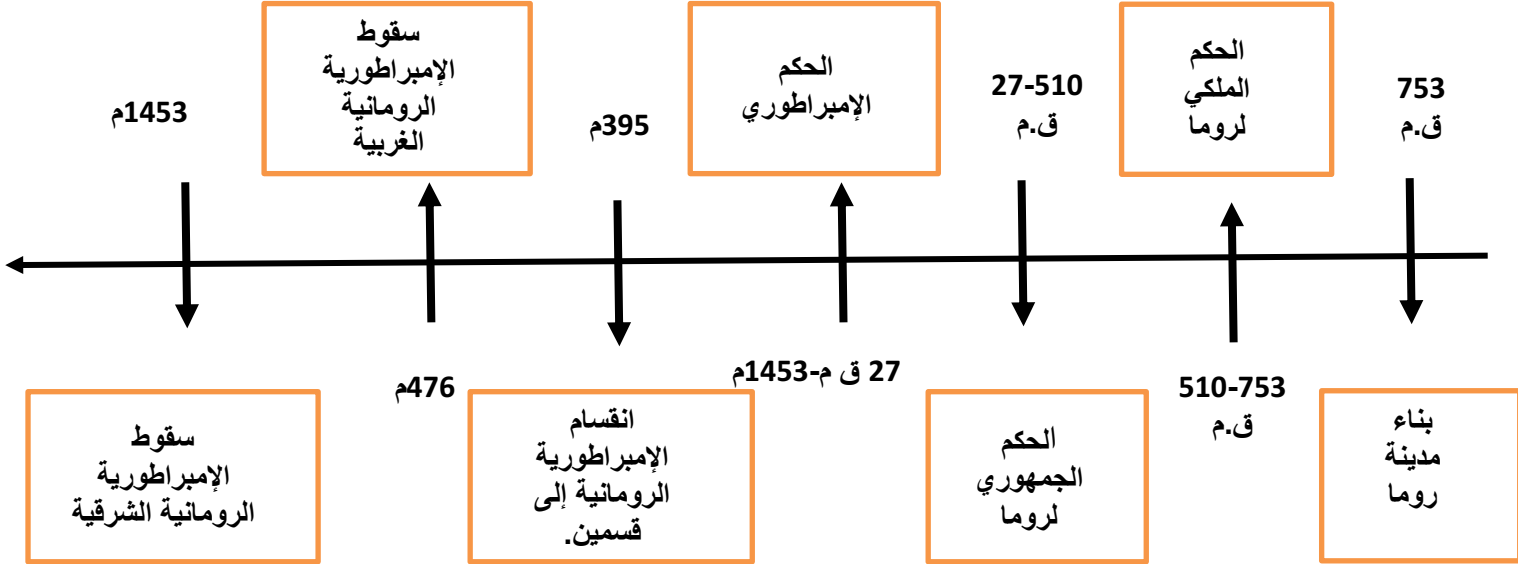 753
ق.م
بناء
مدينة
روما
الحكم
الملكي
لروما
510-753
ق.م
27-510
ق.م
الحكم
الجمهوري
لروما
الحكم
الإمبراطوري
27 ق م-1453م
395م
انقسام
الإمبراطورية
الرومانية إلى
قسمين.
سقوط
الإمبراطورية
الرومانية
الغربية
476م
1453م
سقوط
الإمبراطورية
الرومانية الشرقية